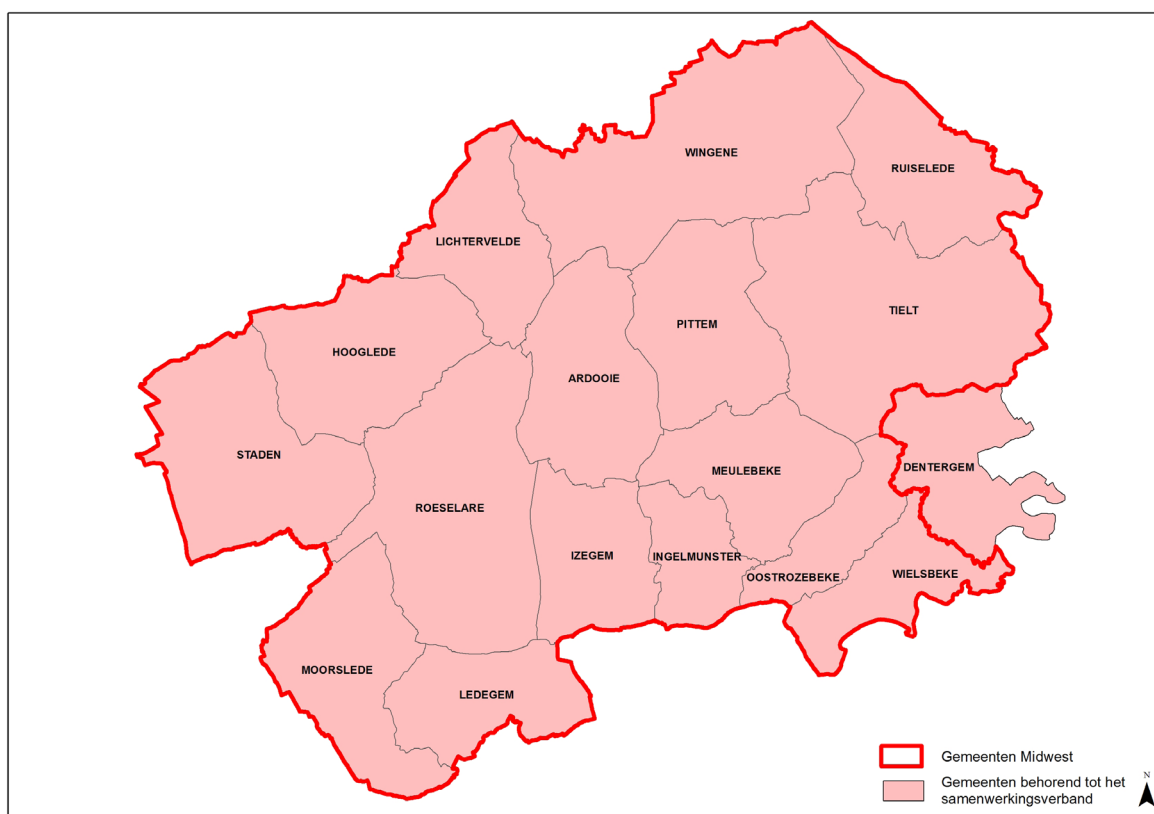 WINGENE
RUISELEDE
LICHTERVELDE
TIELT
PITTEM
HOOGLEDE
ARDOOIE
STADEN
DENTERGEM
MEULEBEKE
ROESELARE
IZEGEM
INGELMUNSTER
WIELSBEKE
OOSTROZEBEKE
MOORSLEDE
LEDEGEM
Gemeenten Midwest
Gemeenten behorend tot het
samenwerkingsverband
N